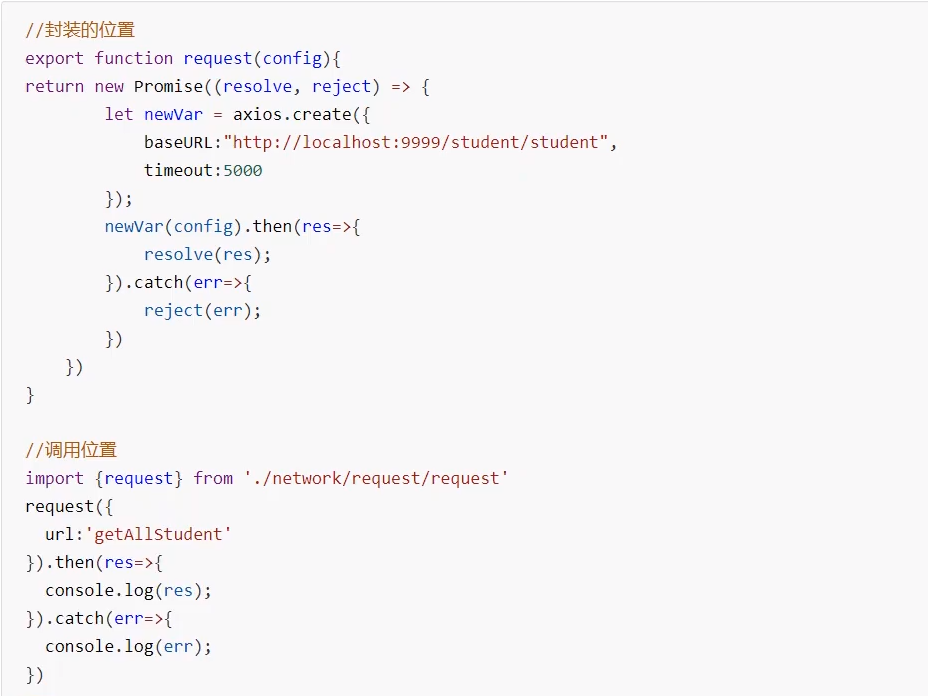 //封装的位置
export function request(config){
return new Promise((resolve, reject) => {
        let newVar = axios.create({
            baseURL:"http://localhost:9999/student/student",
            timeout:5000
        });
        newVar(config).then(res=>{
            resolve(res);
        }).catch(err=>{
            reject(err);
        })
    })
}

//调用位置
import {request} from './network/request/request'
request({
  url:'getAllStudent'
}).then(res=>{
  console.log(res);
}).catch(err=>{
  console.log(err);
})